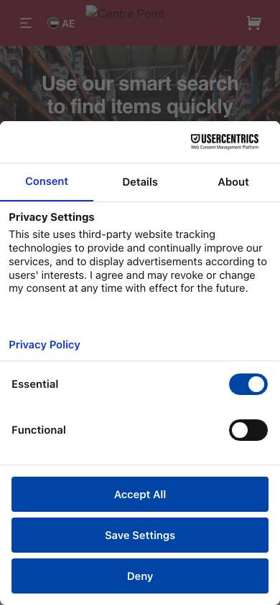 Centre Point
AE
Use our smart search
to find items quickly
USERCENTRICS
Web Consent Management Platform
Consent
Details
About
Privacy Settings
This site uses third-party website tracking
technologies to provide and continually improve our
services, and to display advertisements according to
users' interests. I agree and may revoke or change
my consent at any time with effect for the future.
Privacy Policy
Essential
Functional
Accept All
Save Settings
Deny